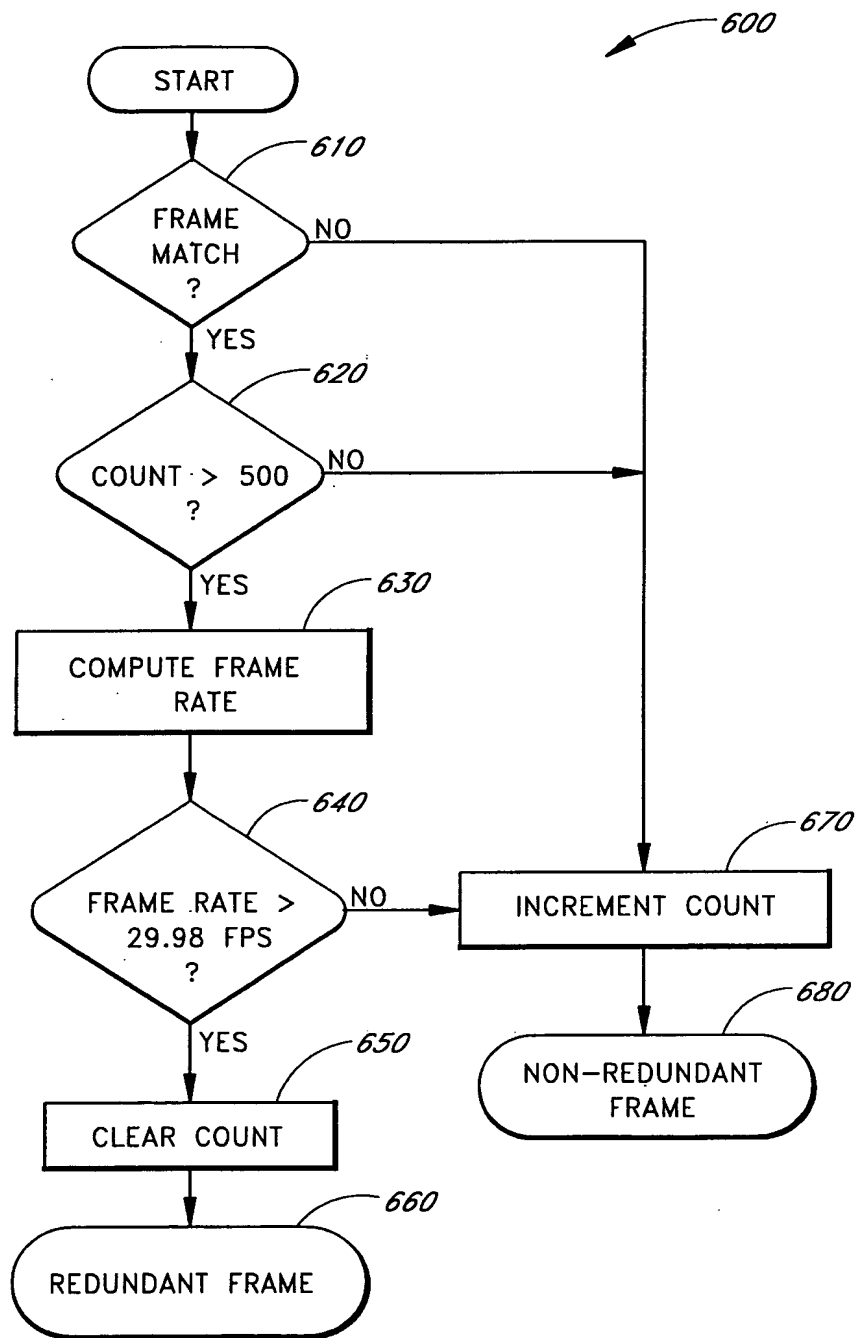 600
START
610
FRAME
MATCH
?
NO
YES
620
COUNT > 500
?
NO
YES
630
COMPUTE FRAME
RATE
640
FRAME RATE >
29.98 FPS
?
NO
YES
670
INCREMENT COUNT
680
NON-REDUNDANT
FRAME
650
CLEAR COUNT
660
REDUNDANT FRAME